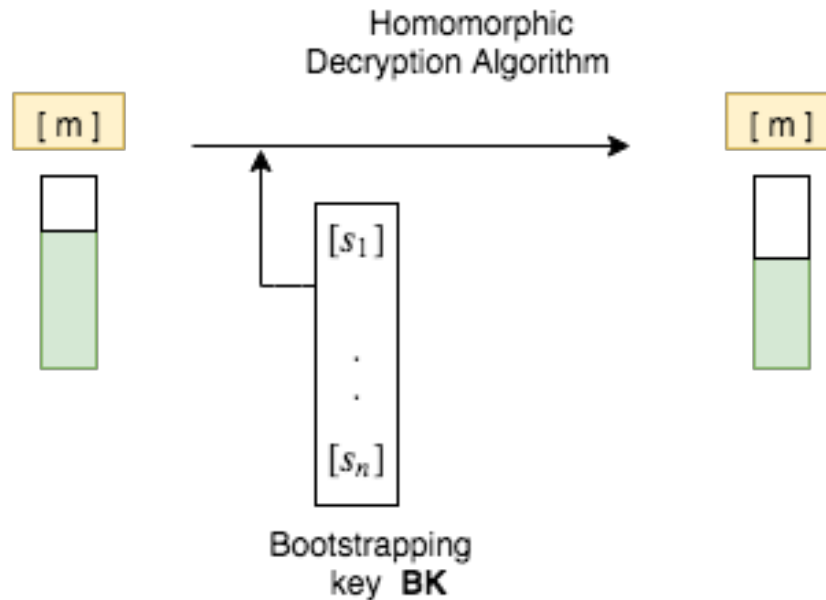 Homomorphic
Decryption Algorithm
[ m ]
[ m ]
[s₁]
.
.
[sₙ]
Bootstrapping
key BK